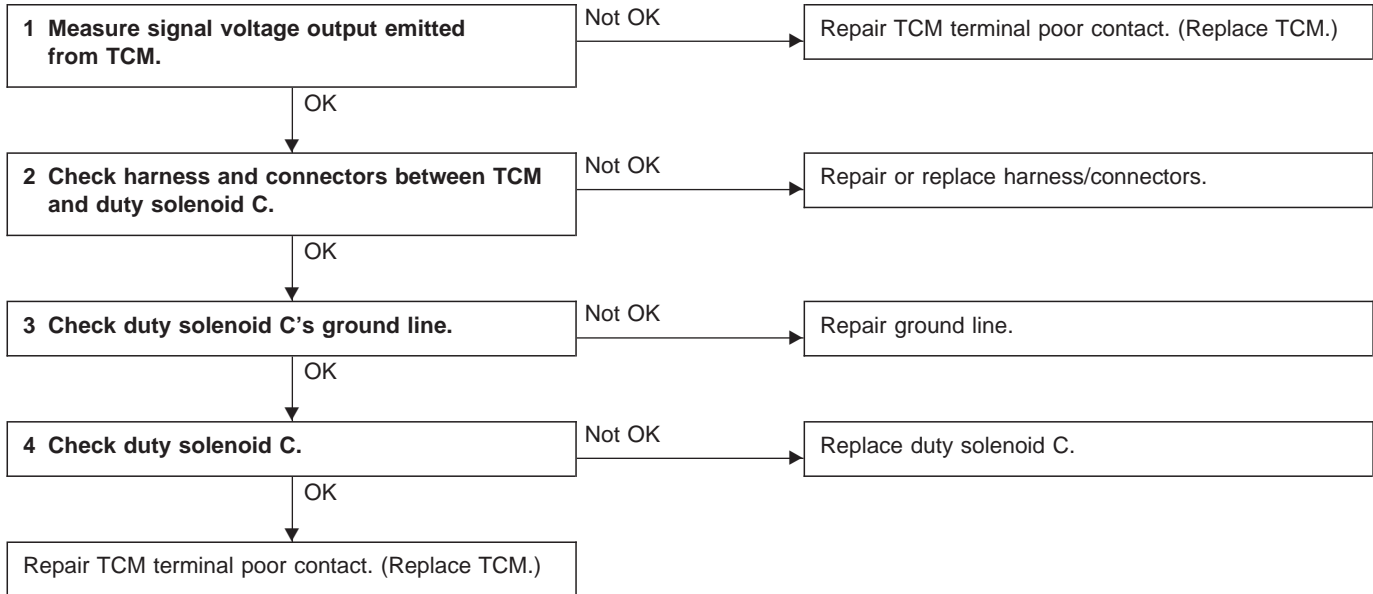 1 Measure signal voltage output emitted
from TCM.
Not OK
Repair TCM terminal poor contact. (Replace TCM.)
OK
2 Check harness and connectors between TCM
and duty solenoid C.
Not OK
Repair or replace harness/connectors.
OK
3 Check duty solenoid C’s ground line.
Not OK
Repair ground line.
OK
4 Check duty solenoid C.
Not OK
Replace duty solenoid C.
OK
Repair TCM terminal poor contact. (Replace TCM.)